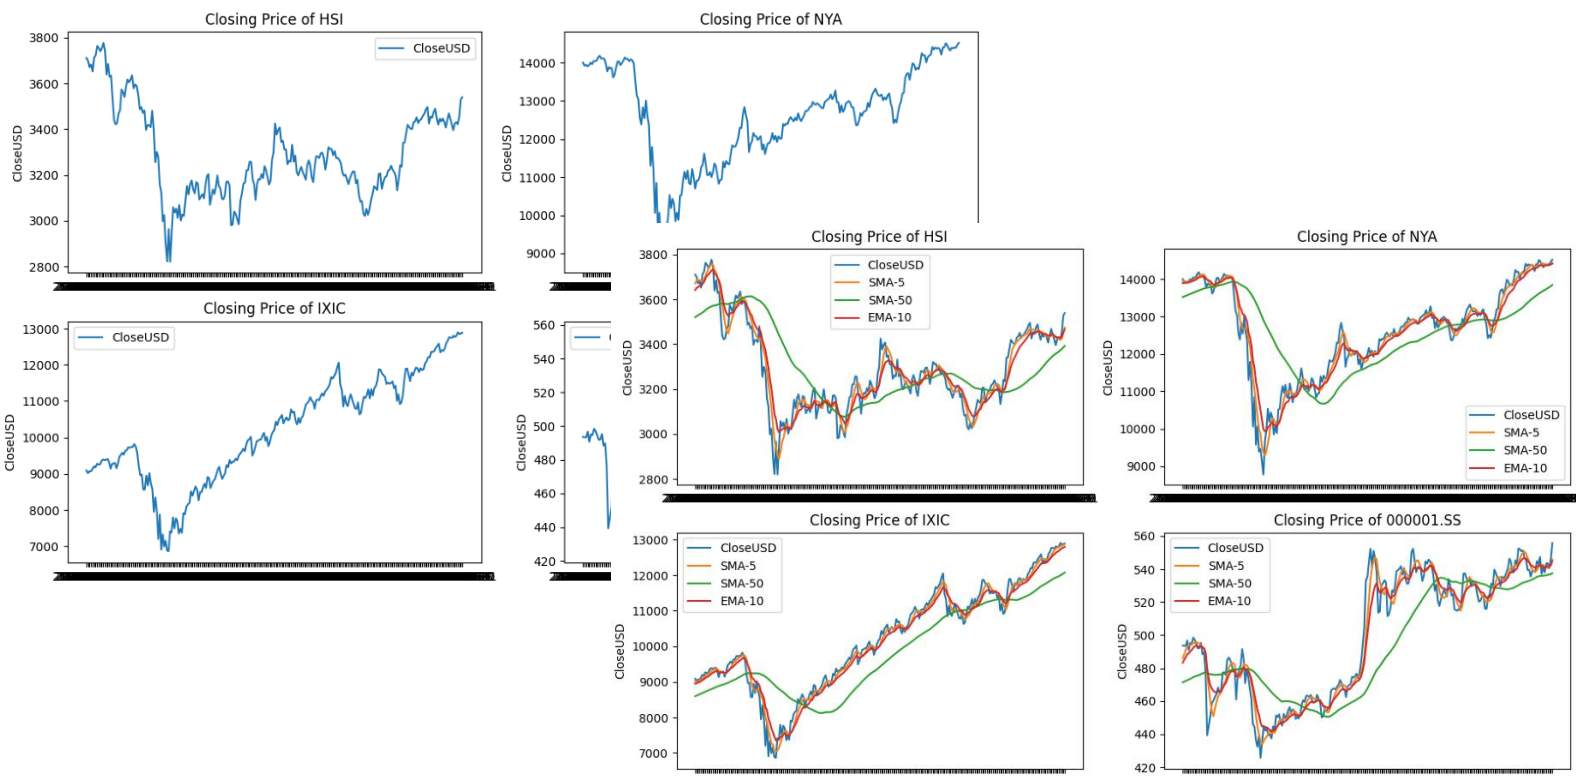 Closing Price of HSI
CloseUSD
CloseUSD
3800
3600
3400
3200
3000
2800
Closing Price of NYA
CloseUSD
14000
13000
12000
11000
10000
9000
Closing Price of IXIC
CloseUSD
CloseUSD
13000
12000
11000
10000
9000
8000
7000
CloseUSD
560
540
520
500
480
460
440
420
Closing Price of HSI
CloseUSD
SMA-5
SMA-50
EMA-10
CloseUSD
3800
3600
3400
3200
3000
2800
Closing Price of NYA
CloseUSD
SMA-5
SMA-50
EMA-10
CloseUSD
14000
13000
12000
11000
10000
9000
Closing Price of IXIC
CloseUSD
SMA-5
SMA-50
EMA-10
CloseUSD
13000
12000
11000
10000
9000
8000
7000
Closing Price of 000001.SS
CloseUSD
SMA-5
SMA-50
EMA-10
CloseUSD
560
540
520
500
480
460
440
420